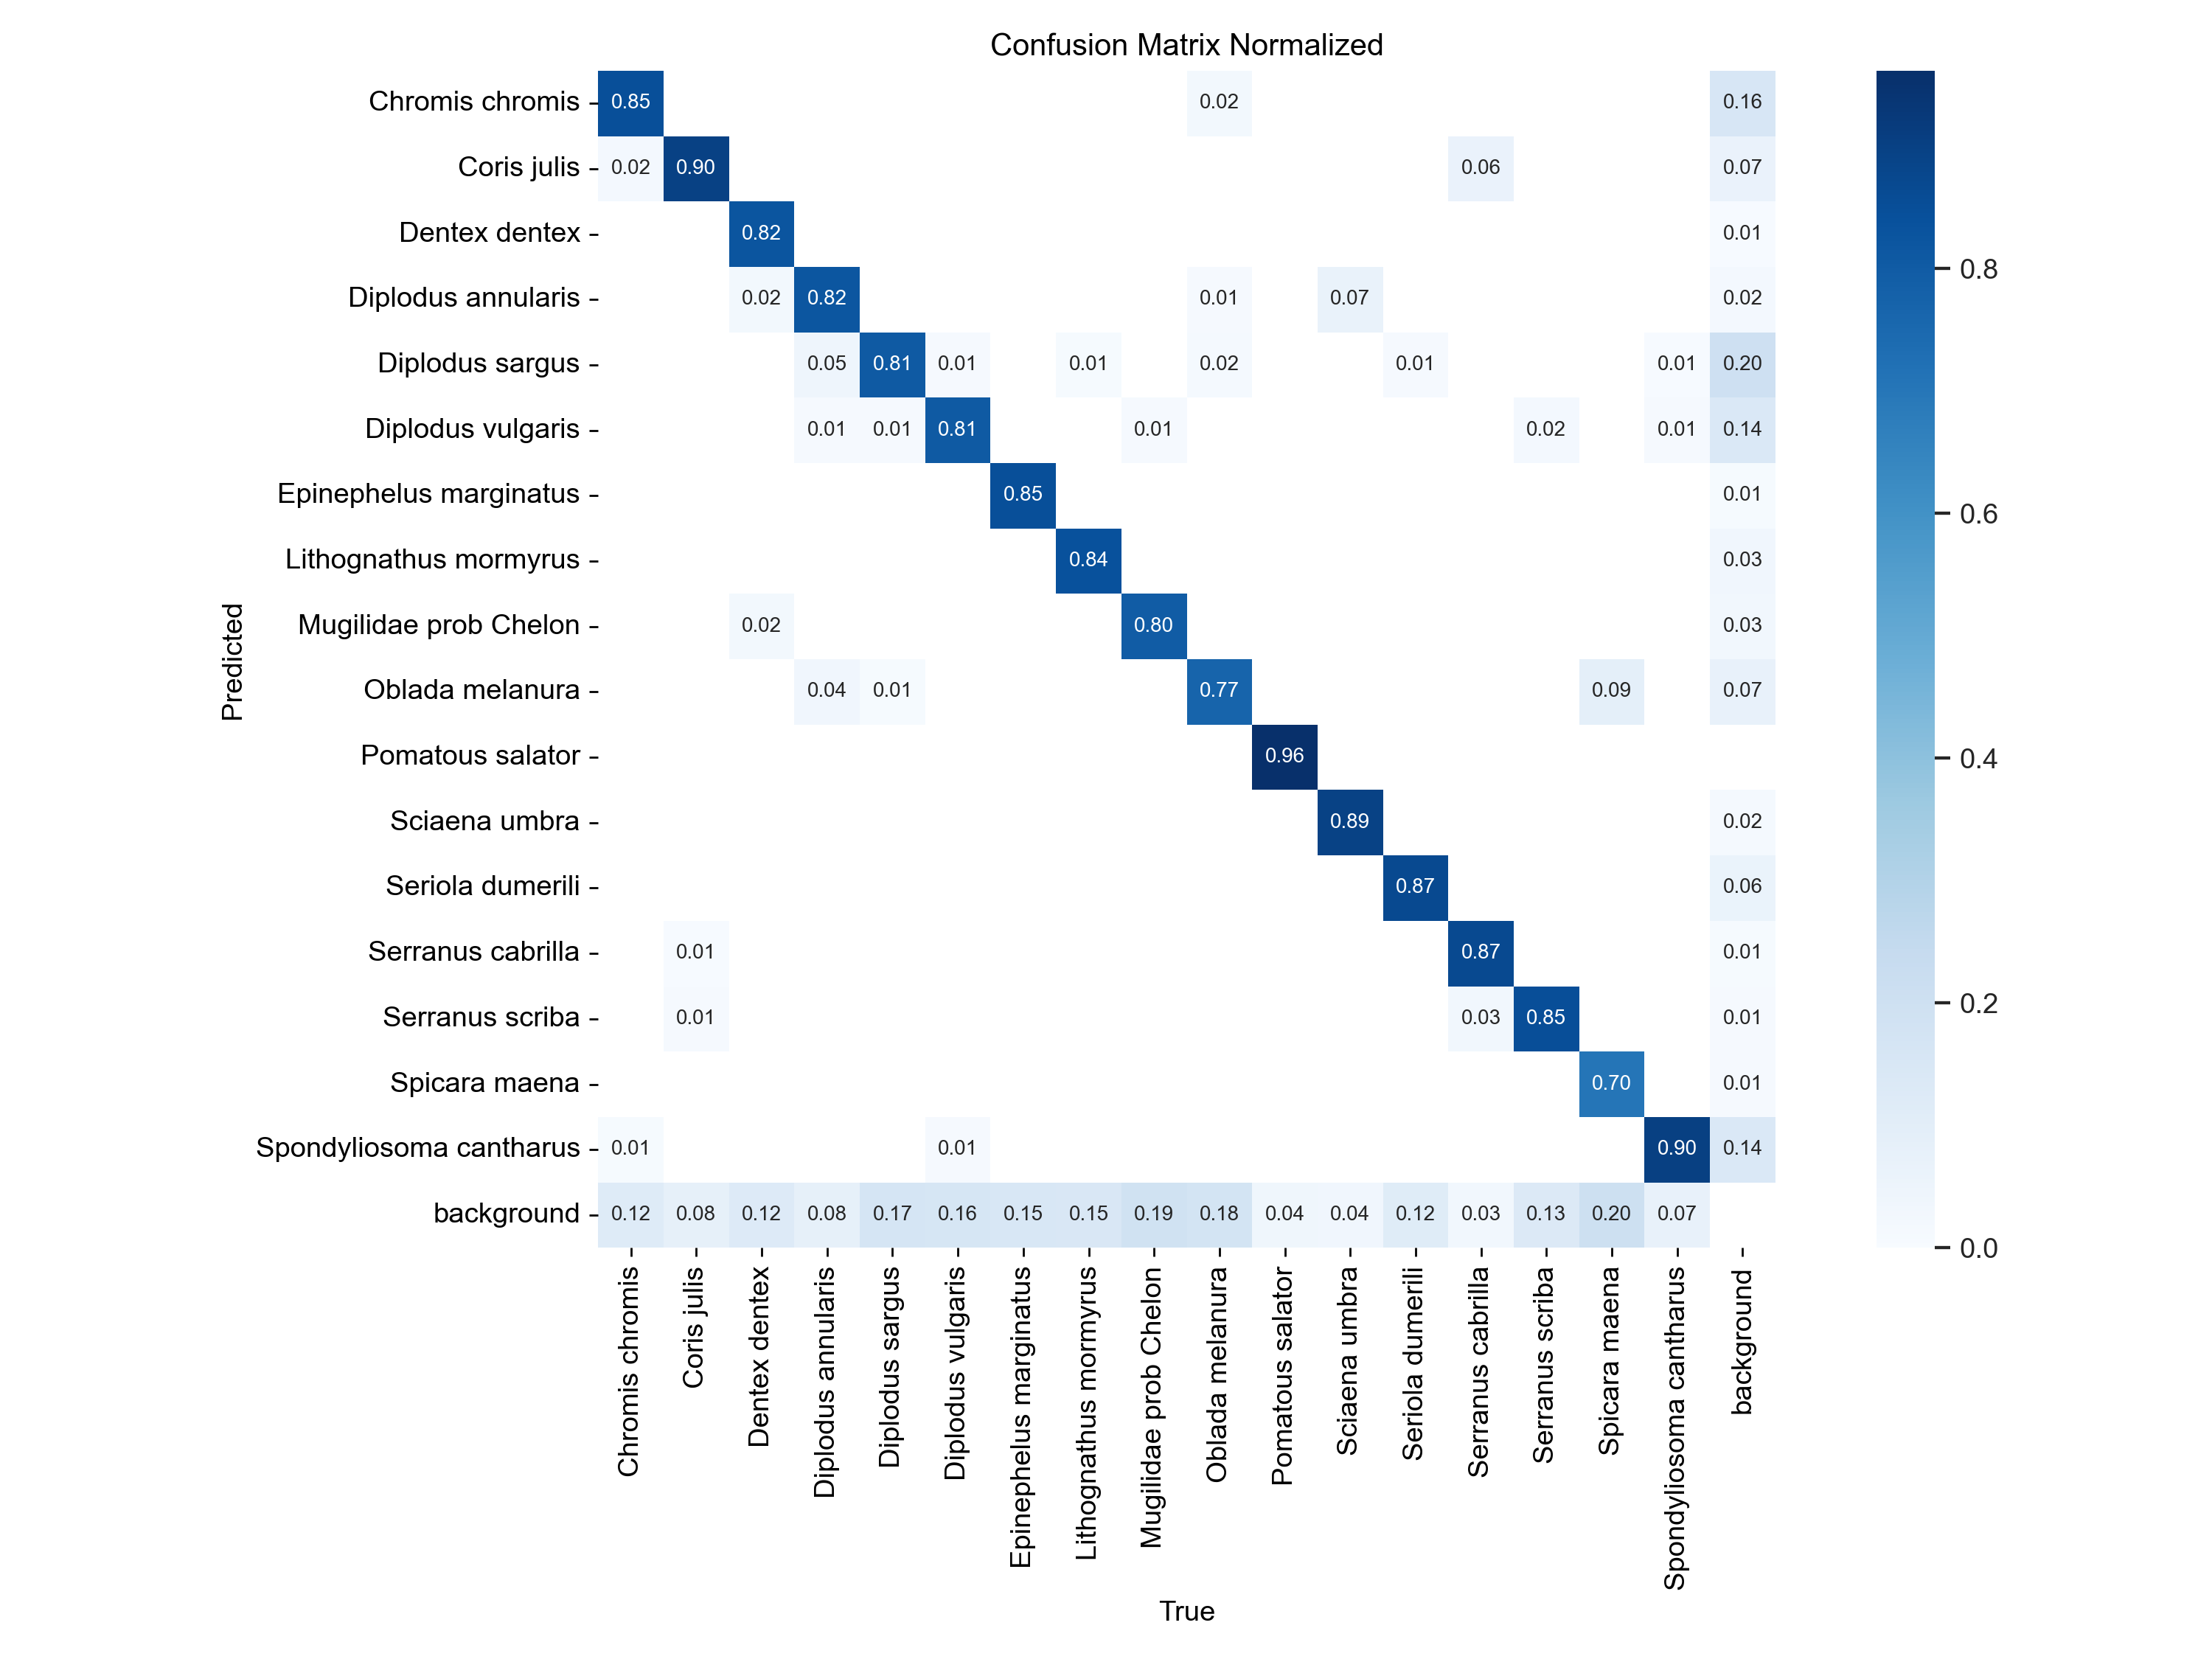 Confusion Matrix Normalized
Chromis chromis 0.85 0.02 0.16
Coris julis 0.02 0.90 0.06 0.07
Dentex dentex 0.82 0.01
Diplodus annularis 0.02 0.82 0.01 0.07 0.02
Diplodus sargus 0.05 0.81 0.01 0.01 0.02 0.01 0.01 0.20
Diplodus vulgaris 0.01 0.01 0.81 0.01 0.02 0.01 0.14
Epinephelus marginatus 0.85 0.01
Lithognathus mormyrus 0.84 0.03
Mugilidae prob Chelon 0.02 0.80 0.03
Oblada melanura 0.04 0.01 0.77 0.09 0.07
Pomatous salator 0.96
Sciaena umbra 0.89 0.02
Seriola dumerili 0.87 0.06
Serranus cabrilla 0.01 0.87 0.01
Serranus scriba 0.01 0.03 0.85 0.01
Spicara maena 0.70 0.01
Spondyliosoma cantharus 0.01 0.01 0.90 0.14
background 0.12 0.08 0.12 0.08 0.17 0.16 0.15 0.15 0.19 0.18 0.04 0.04 0.12 0.03 0.13 0.20 0.07
Predicted
Chromis chromis
Coris julis
Dentex dentex
Diplodus annularis
Diplodus sargus
Diplodus vulgaris
Epinephelus marginatus
Lithognathus mormyrus
Mugilidae prob Chelon
Oblada melanura
Pomatous salator
Sciaena umbra
Seriola dumerili
Serranus cabrilla
Serranus scriba
Spicara maena
Spondyliosoma cantharus
background
True
0.8
0.6
0.4
0.2
0.0